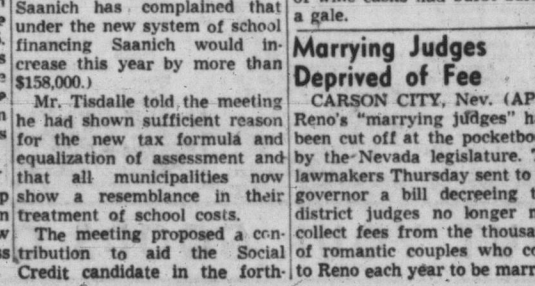 Saanich has complained that
under the new system of school
financing Saanich would in-
crease this year by more than
$158,000.)
Mr. Tisdalle told the meeting
he had shown sufficient reason
for the new tax formula and
equalization of assessment and
that all municipalities now
show a resemblance in their
treatment of school costs.
The meeting proposed a con-
tribution to aid the Social
Credit candidate in the forth-
a gale.
Marrying Judges
Deprived of Fee
CARSON CITY, Nev. (AP
Reno's "marrying judges" h
been cut off at the pocketbo
by the Nevada legislature.
lawmakers Thursday sent to
governor a bill decreeing t
district judges no longer
collect fees from the thousa
of romantic couples who co
to Reno each year to be marr